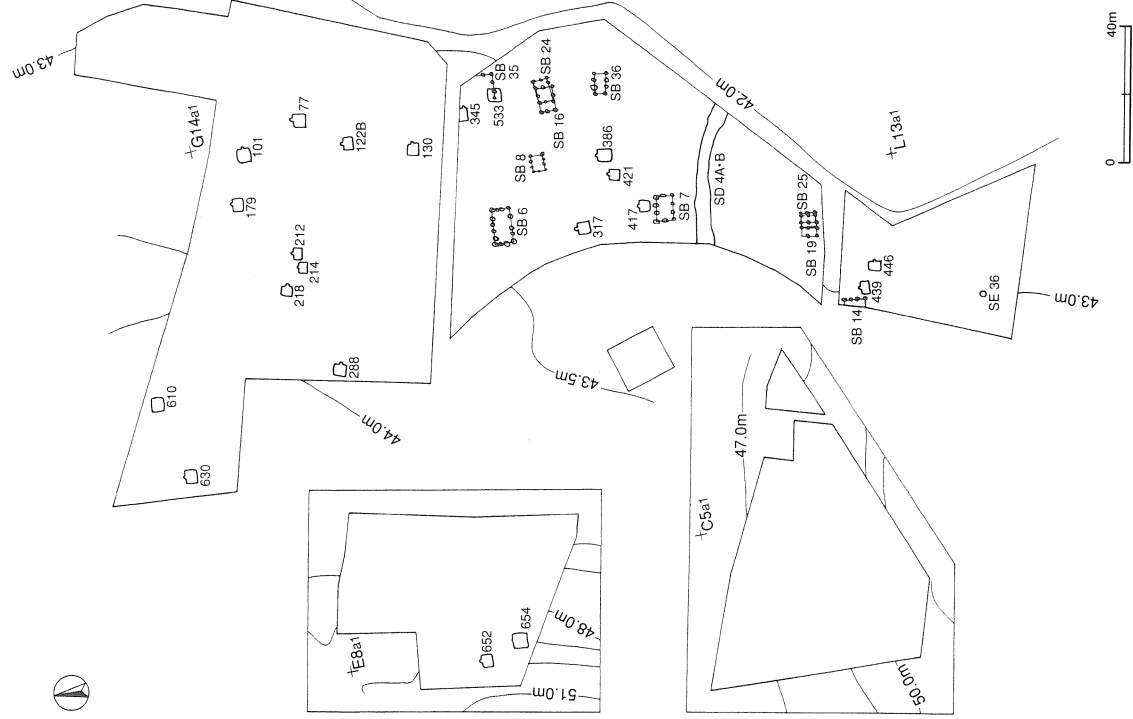 43.0m
G14a1
77
101
122B
130
179
212
214
218
288
610
630
44.0m
345
533
SB
35
SB 24
SB 16
SB 36
386
421
SB 8
SB 6
317
417
SB 7
SD 4A・B
42.0m
L13a1
SB 25
SB 19
446
439
SB 14
SE 36
43.0m
43.5m
47.0m
C5a1
50.0m
E8a1
652
654
48.0m
51.0m
0
40m